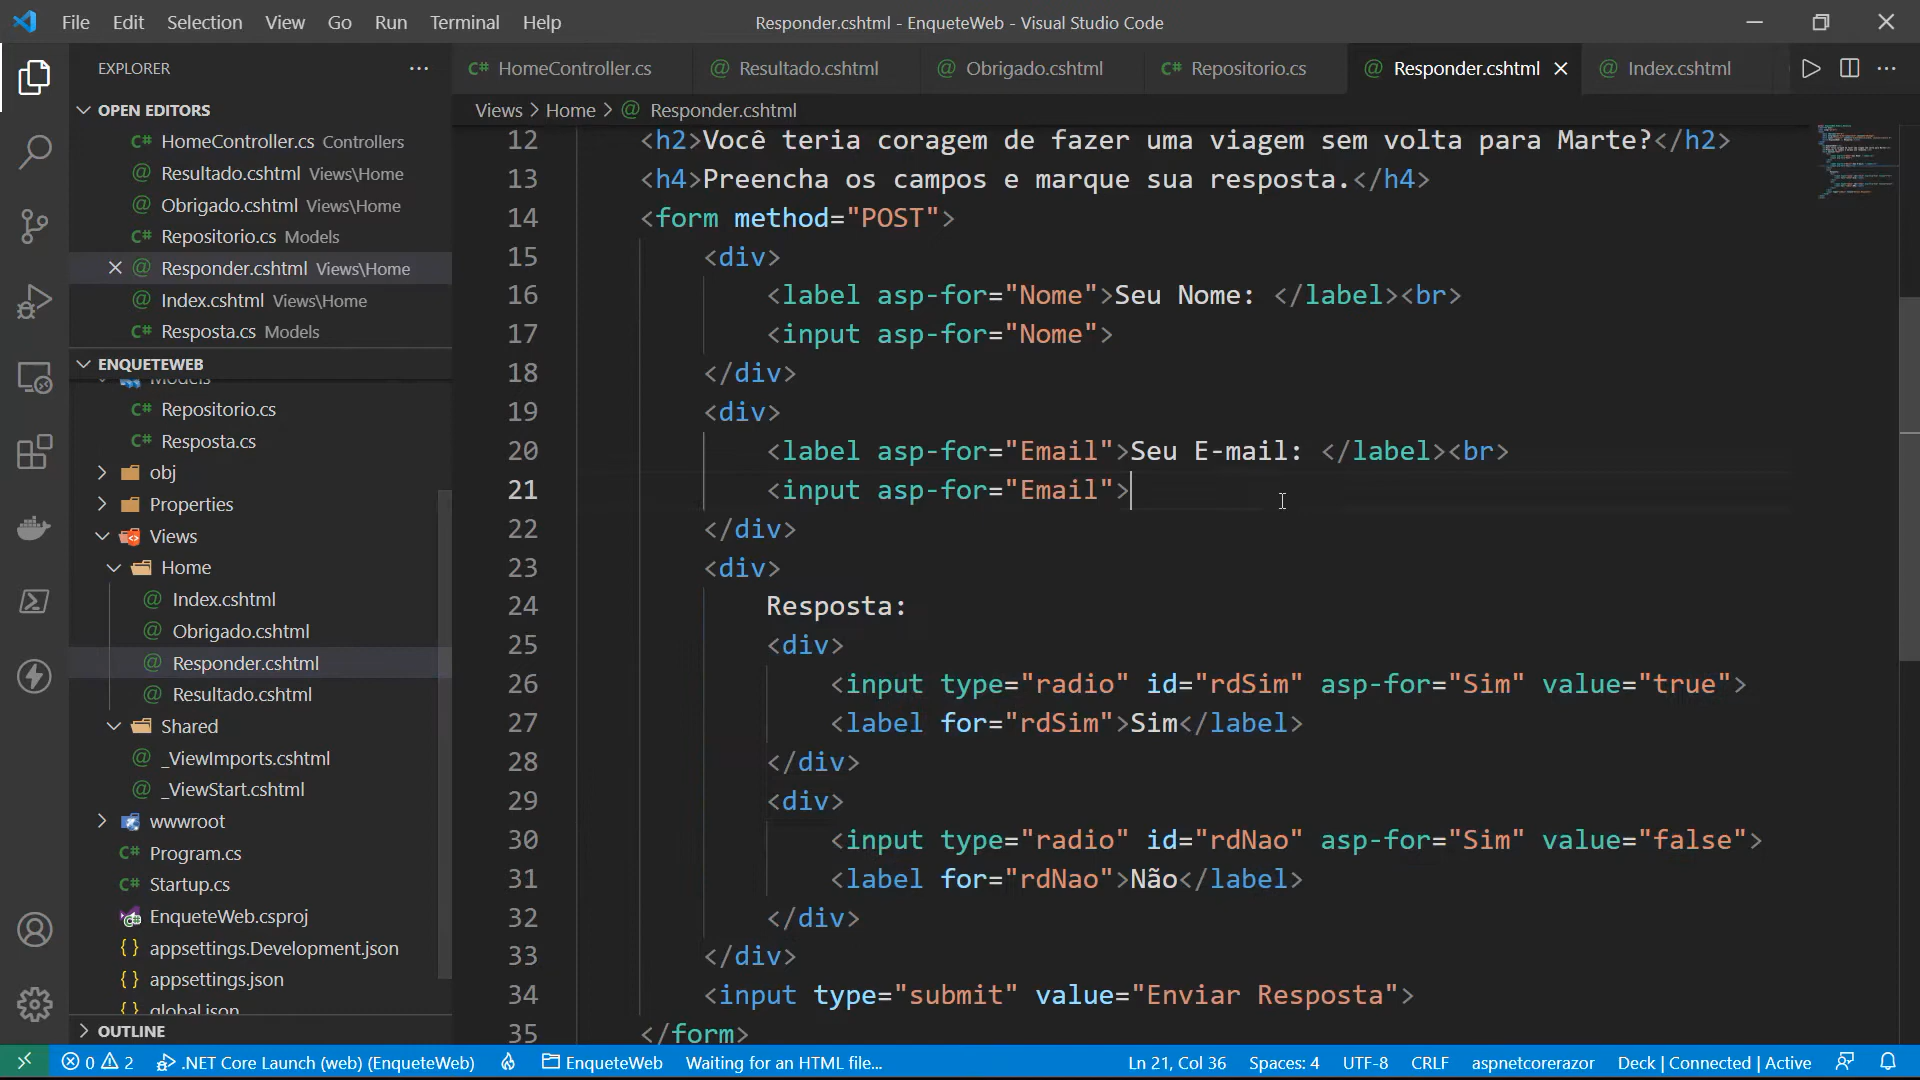 File Edit Selection View Go Run Terminal Help
Responder.cshtml - EnqueteWeb - Visual Studio Code
EXPLORER
OPEN EDITORS
HomeController.cs Controllers
Resultado.cshtml Views\Home
Obrigado.cshtml Views\Home
Repositorio.cs Models
Responder.cshtml Views\Home
Index.cshtml Views\Home
Resposta.cs Models
ENQUETEWEB
Models
Repositorio.cs
Resposta.cs
obj
Properties
Views
Home
Index.cshtml
Obrigado.cshtml
Responder.cshtml
Resultado.cshtml
Shared
_ViewImports.cshtml
_ViewStart.cshtml
wwwroot
Program.cs
Startup.cs
EnqueteWeb.csproj
appsettings.Development.json
appsettings.json
global.json
OUTLINE
HomeController.cs Resultado.cshtml Obrigado.cshtml Repositorio.cs Responder.cshtml Index.cshtml
Views > Home > Responder.cshtml
12 <h2>Você teria coragem de fazer uma viagem sem volta para Marte?</h2>
13 <h4>Preencha os campos e marque sua resposta.</h4>
14 <form method="POST">
15 <div>
16 <label asp-for="Nome">Seu Nome: </label><br>
17 <input asp-for="Nome">
18 </div>
19 <div>
20 <label asp-for="Email">Seu E-mail: </label><br>
21 <input asp-for="Email">
22 </div>
23 <div>
24 Resposta:
25 <div>
26 <input type="radio" id="rdSim" asp-for="Sim" value="true">
27 <label for="rdSim">Sim</label>
28 </div>
29 <div>
30 <input type="radio" id="rdNao" asp-for="Sim" value="false">
31 <label for="rdNao">Não</label>
32 </div>
33 </div>
34 <input type="submit" value="Enviar Resposta">
35 </form>
0 2 .NET Core Launch (web) (EnqueteWeb) EnqueteWeb Waiting for an HTML file... Ln 21, Col 36 Spaces: 4 UTF-8 CRLF aspnetcorerazor Deck | Connected | Active